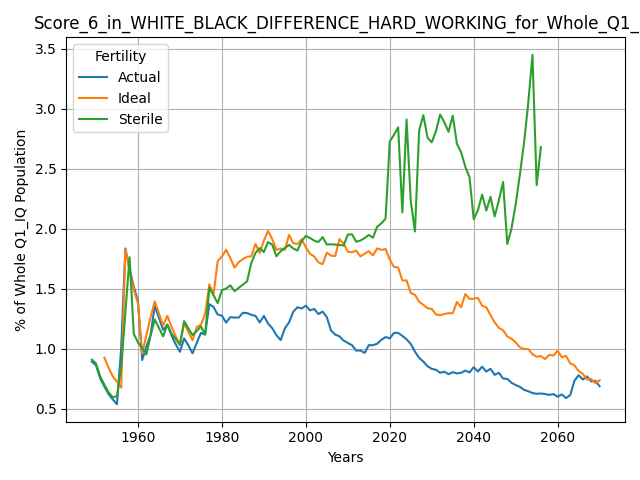 Score_6_in_WHITE_BLACK_DIFFERENCE_HARD_WORKING_for_Whole_Q1_
Fertility
Actual
Ideal
Sterile
3.5
3.0
2.5
2.0
1.5
1.0
0.5
% of Whole Q1_IQ Population
1960 1980 2000 2020 2040 2060
Years